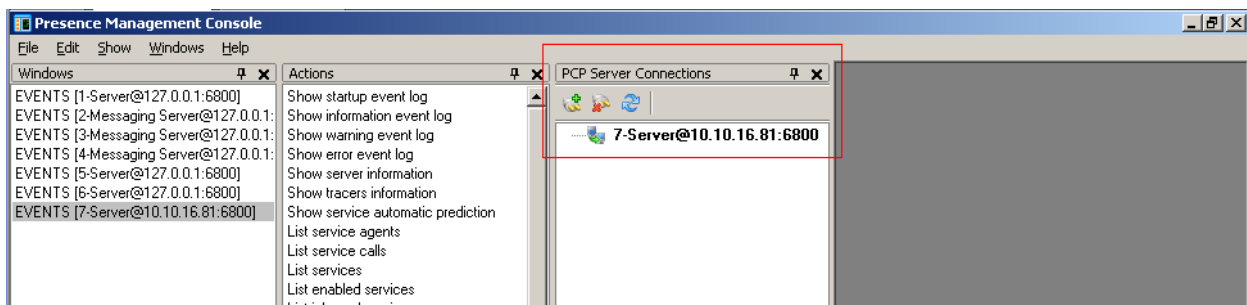 Presence Management Console
File Edit Show Windows Help
Windows
EVENTS [1-Server@127.0.0.1:6800]
EVENTS [2-Messaging Server@127.0.0.1:
EVENTS [3-Messaging Server@127.0.0.1:
EVENTS [4-Messaging Server@127.0.0.1:
EVENTS [5-Server@127.0.0.1:6800]
EVENTS [6-Server@127.0.0.1:6800]
EVENTS [7-Server@10.10.16.81:6800]
Actions
Show startup event log
Show information event log
Show warning event log
Show error event log
Show server information
Show tracers information
Show service automatic prediction
List service agents
List service calls
List services
List enabled services
PCP Server Connections
7-Server@10.10.16.81:6800